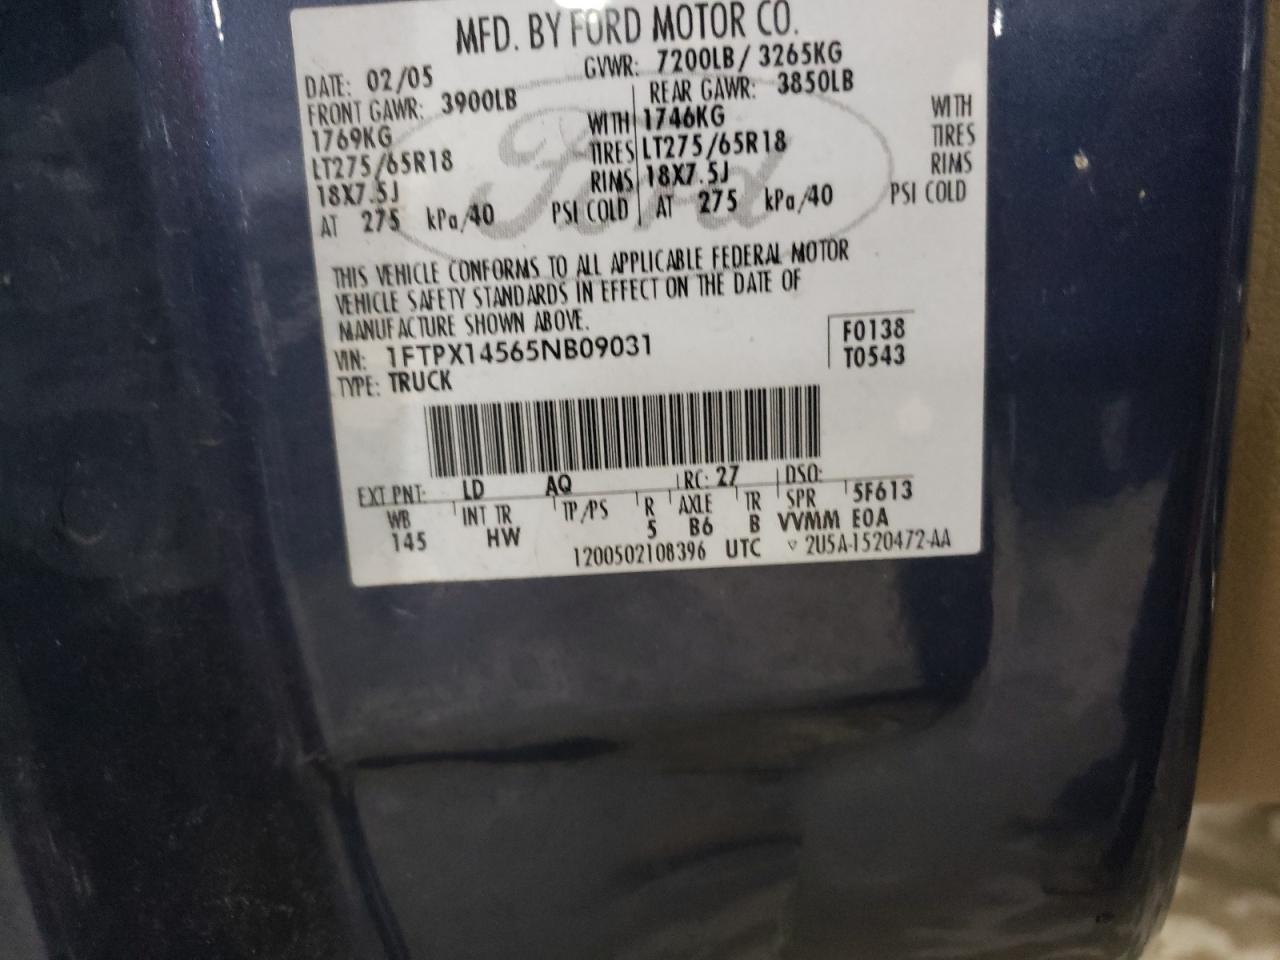 MFD. BY FORD MOTOR CO.
DATE: 02/05 GVWR: 7200LB / 3265KG
FRONT GAWR: 3900LB REAR GAWR: 3850LB
1769KG WITH 1746KG WITH
LT275/65R18 TIRES LT275/65R18 TIRES
18X7.5J RIMS 18X7.5J RIMS
AT 275 kPa/40 PSI COLD AT 275 kPa/40 PSI COLD
Ford
THIS VEHICLE CONFORMS TO ALL APPLICABLE FEDERAL MOTOR
VEHICLE SAFETY STANDARDS IN EFFECT ON THE DATE OF
MANUFACTURE SHOWN ABOVE.
F0138
VIN: 1FTPX14565NB09031
T0543
TYPE: TRUCK
EXT PNT: LD AQ RC: 27 DSO:
WB INT TR TP/PS R AXLE TR SPR 5F613
145 HW 5 B6 B VVMM EOA
1200502108396 UTC ▽ 2U5A-1520472-AA